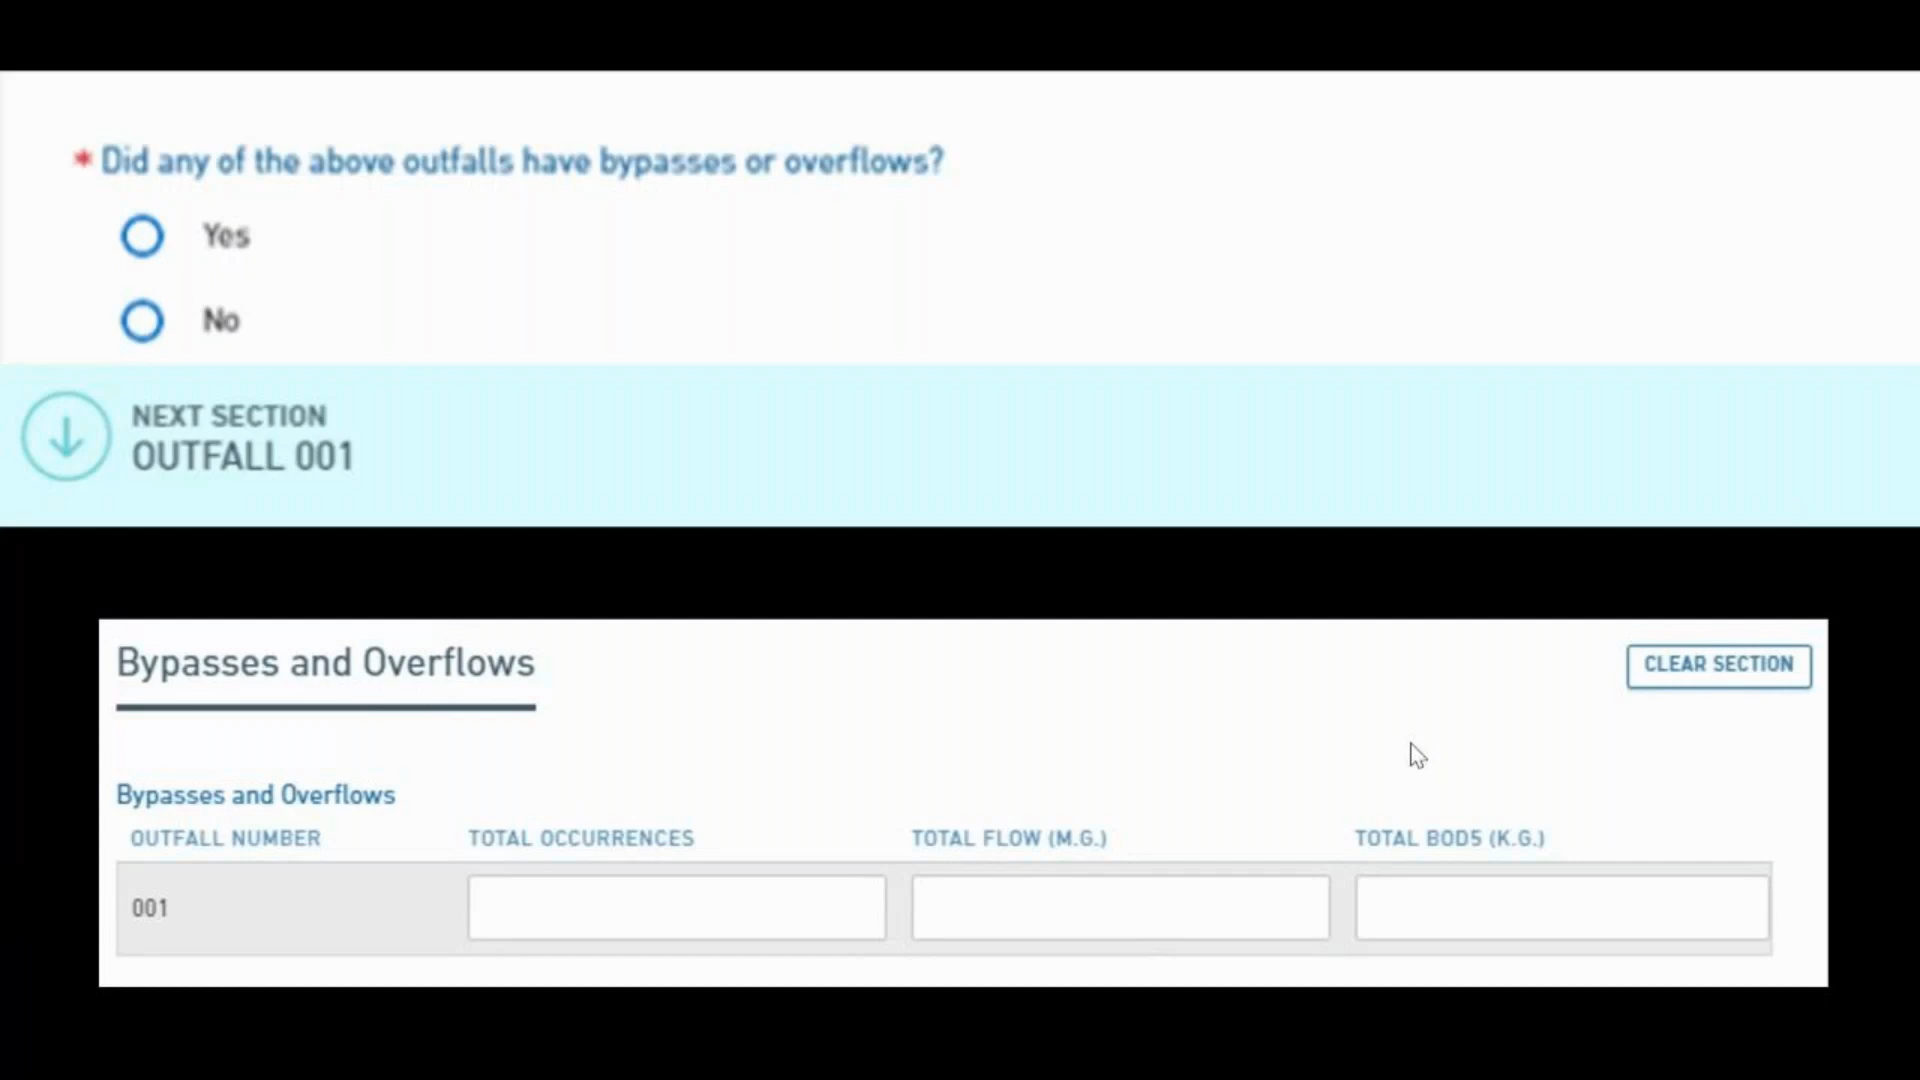 * Did any of the above outfalls have bypasses or overflows?
Yes
No
NEXT SECTION
OUTFALL 001
Bypasses and Overflows
CLEAR SECTION
Bypasses and Overflows
OUTFALL NUMBER TOTAL OCCURRENCES TOTAL FLOW (M.G.) TOTAL BOD5 (K.G.)
001